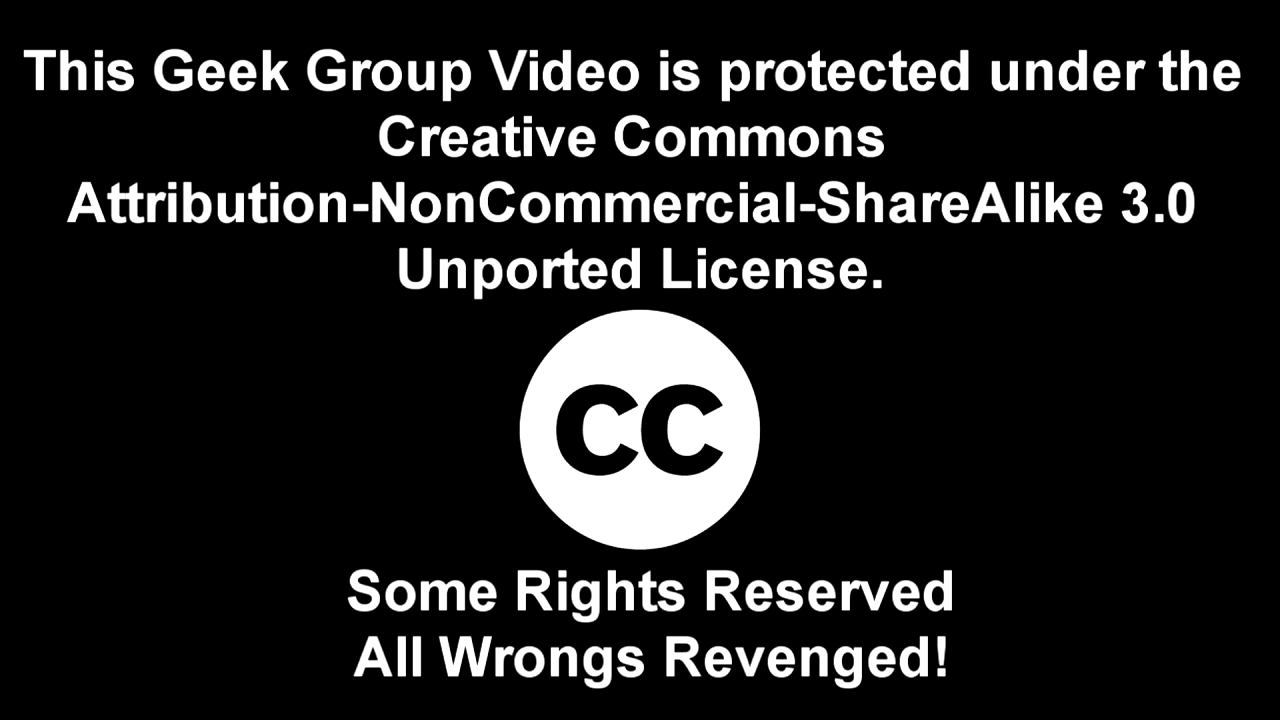 This Geek Group Video is protected under the
Creative Commons
Attribution-NonCommercial-ShareAlike 3.0
Unported License.
cc
Some Rights Reserved
All Wrongs Revenged!